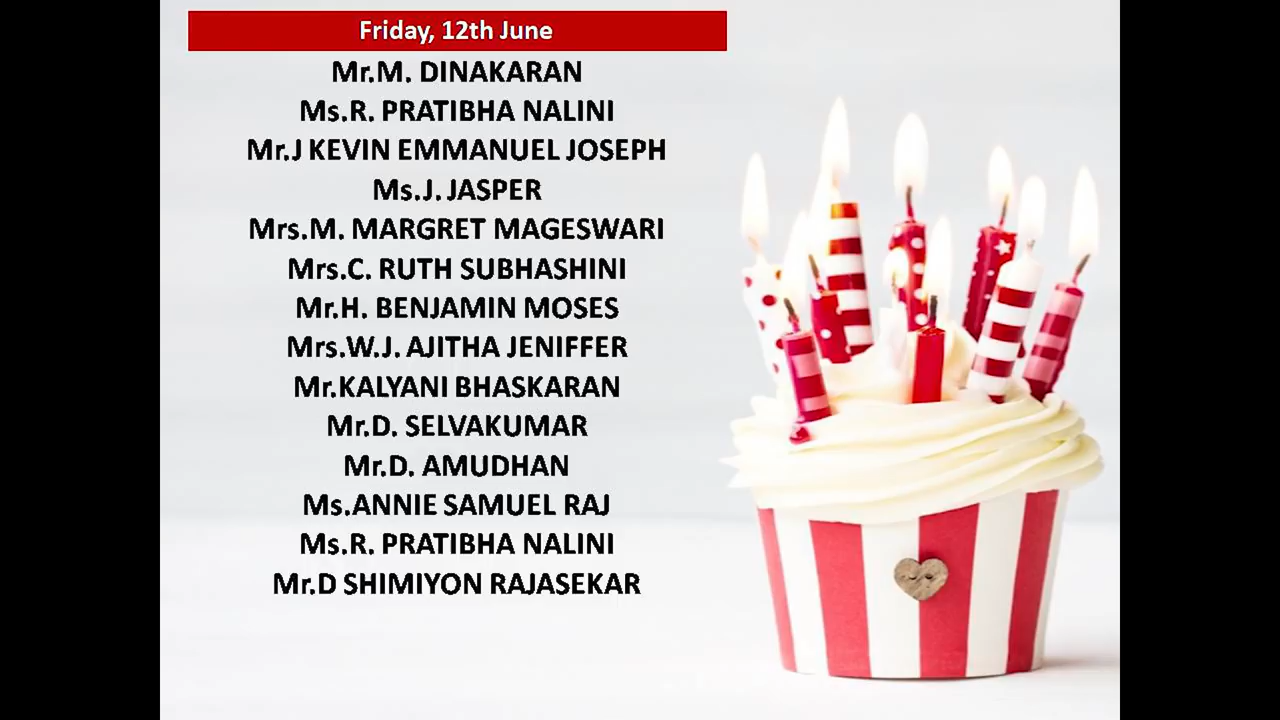 Friday, 12th June
Mr.M. DINAKARAN
Ms.R. PRATIBHA NALINI
Mr.J KEVIN EMMANUEL JOSEPH
Ms.J. JASPER
Mrs.M. MARGRET MAGESWARI
Mrs.C. RUTH SUBHASHINI
Mr.H. BENJAMIN MOSES
Mrs.W.J. AJITHA JENIFFER
Mr.KALYANI BHASKARAN
Mr.D. SELVAKUMAR
Mr.D. AMUDHAN
Ms.ANNIE SAMUEL RAJ
Ms.R. PRATIBHA NALINI
Mr.D SHIMIYON RAJASEKAR